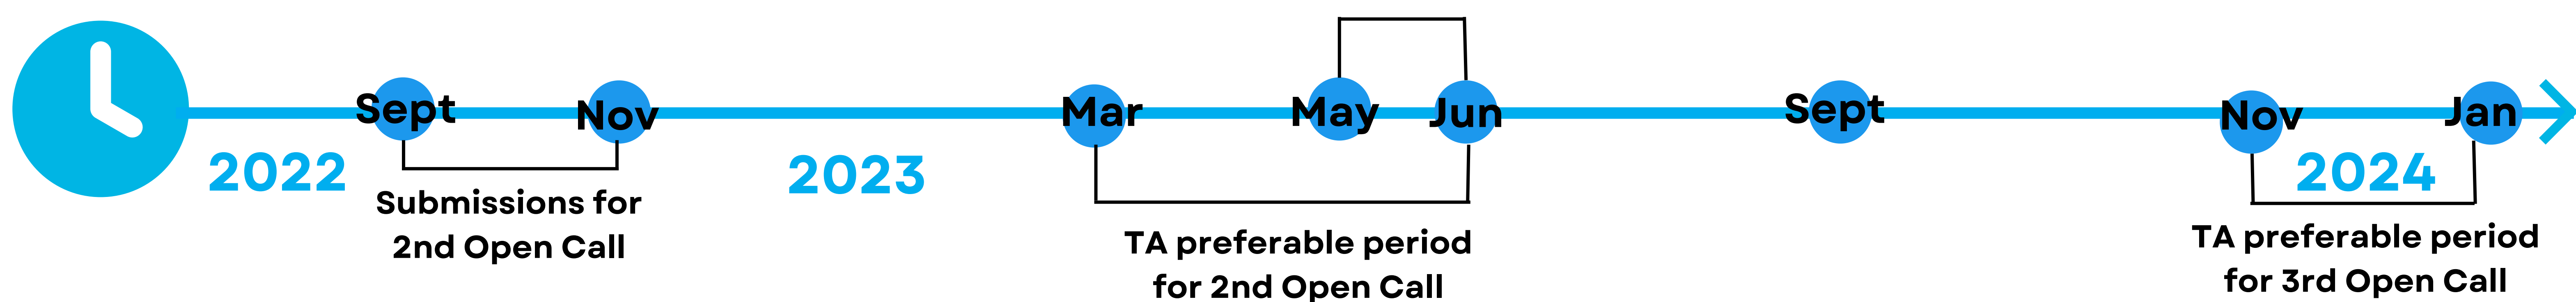 Sept
Nov
Mar
May
Jun
Sept
Nov
Jan
2022
2023
2024
Submissions for
2nd Open Call
TA preferable period
for 2nd Open Call
TA preferable period
for 3rd Open Call